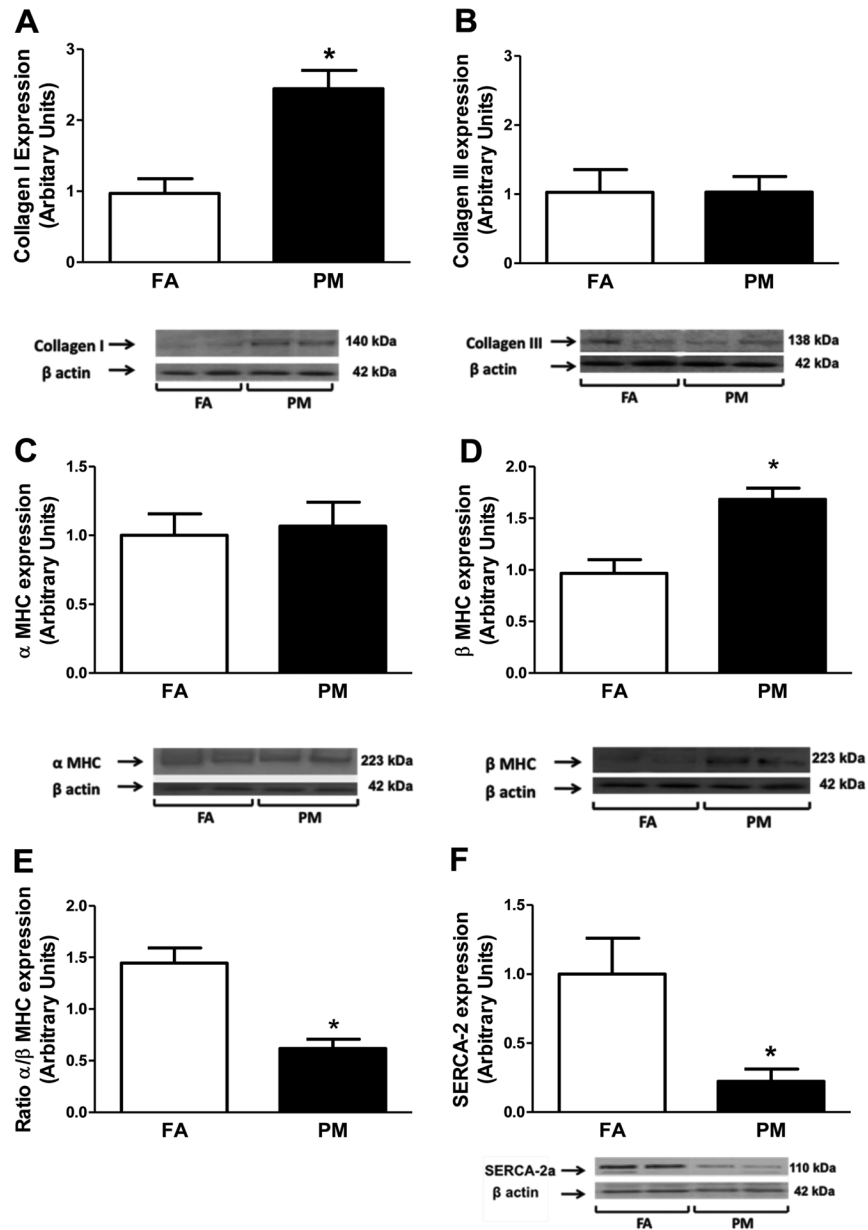 A
Collagen I Expression
(Arbitary Units)
3
2
1
0
*
FA
PM
Collagen I
140 kDa
β actin
42 kDa
FA
PM
B
Collagen III expression
(Arbitrary Units)
3
2
1
0
FA
PM
Collagen III
138 kDa
β actin
42 kDa
FA
PM
C
α MHC expression
(Arbitrary Units)
1.5
1.0
0.5
0.0
FA
PM
α MHC
223 kDa
β actin
42 kDa
FA
PM
D
β MHC expression
(Arbitrary Units)
2.0
1.5
1.0
0.5
0.0
*
FA
PM
β MHC
223 kDa
β actin
42 kDa
FA
PM
E
Ratio α/β MHC expression
(Arbitrary Units)
2.0
1.5
1.0
0.5
0.0
*
FA
PM
F
SERCA-2 expression
(Arbitrary Units)
1.5
1.0
0.5
0.0
*
FA
PM
SERCA-2a
110 kDa
β actin
42 kDa
FA
PM